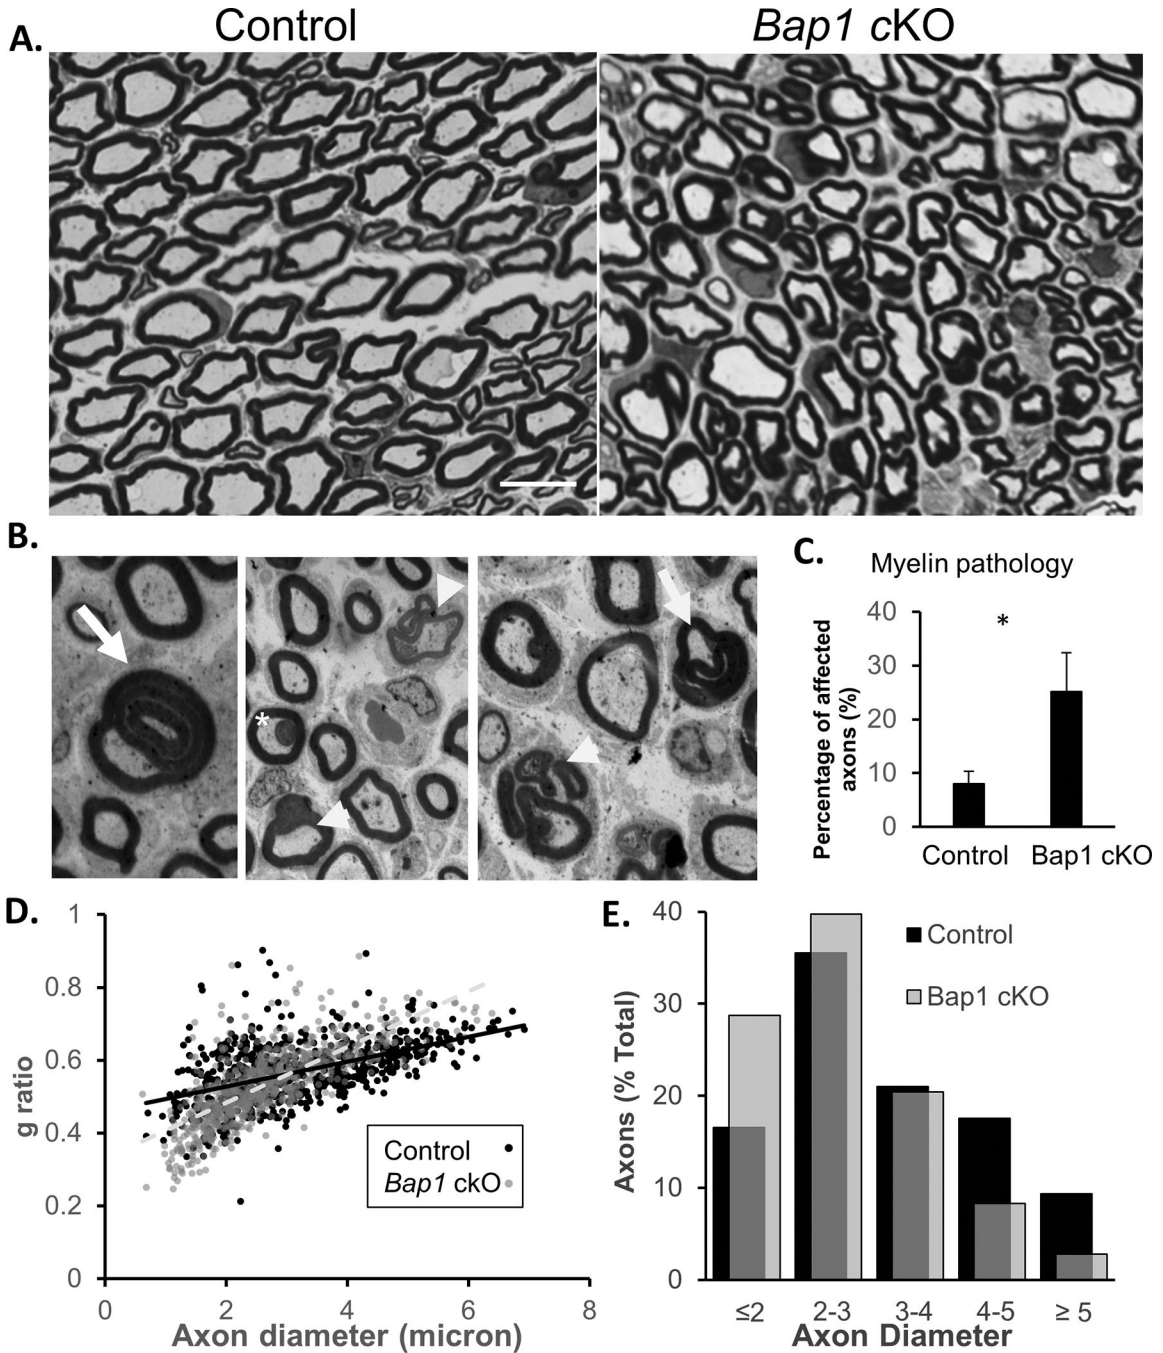 Control
Bap1 cKO
A.
B.
*
C.
Myelin pathology
*
Percentage of affected
axons (%)
40
30
20
10
0
Control
Bap1 cKO
D.
1
0.8
0.6
0.4
0.2
0
g ratio
Control
Bap1 ckO
0
2
4
6
8
Axon diameter (micron)
E.
40
30
20
10
0
Axons (% Total)
Control
Bap1 cKO
≤2
2-3
3-4
4-5
≥ 5
Axon Diameter